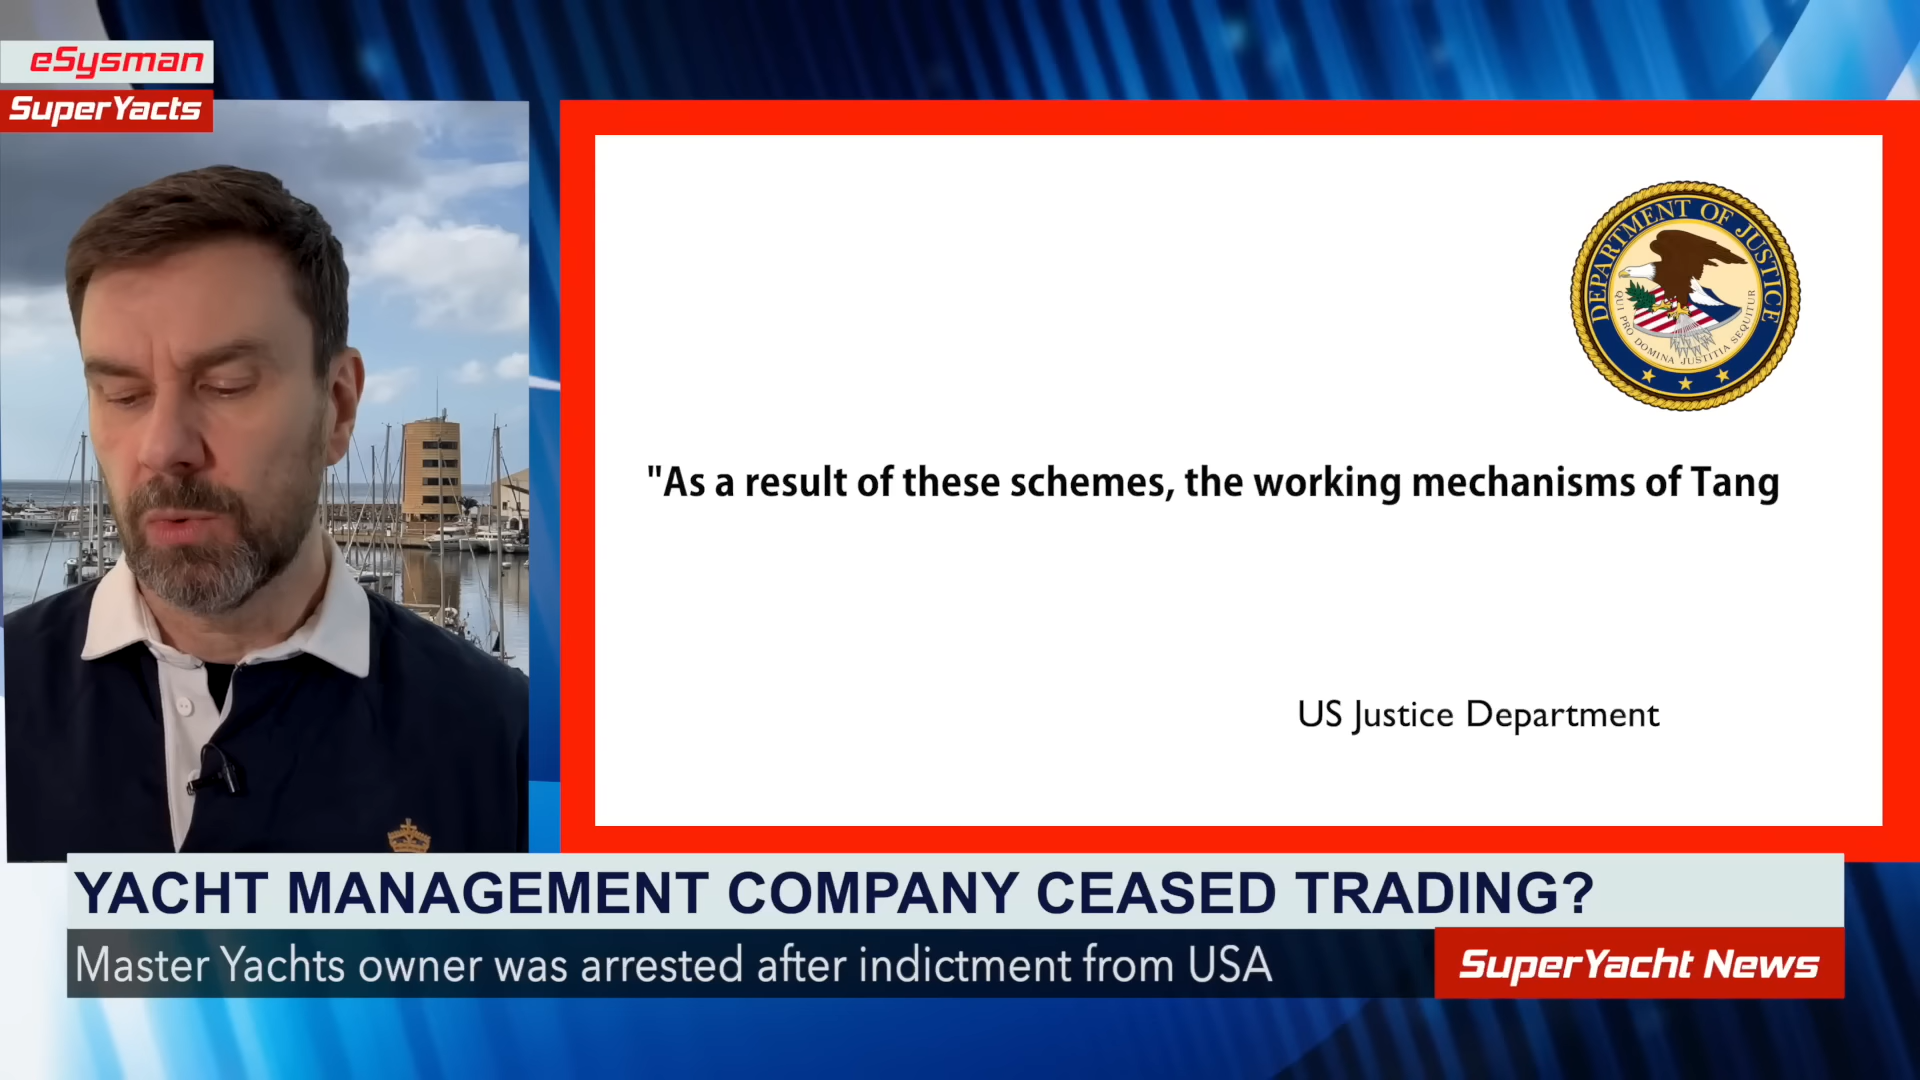 eSysman
SuperYacts
DEPARTMENT OF JUSTICE
QUI PRO DOMINA JUSTITIA SEQUITUR
"As a result of these schemes, the working mechanisms of Tang
US Justice Department
YACHT MANAGEMENT COMPANY CEASED TRADING?
Master Yachts owner was arrested after indictment from USA
SuperYacht News